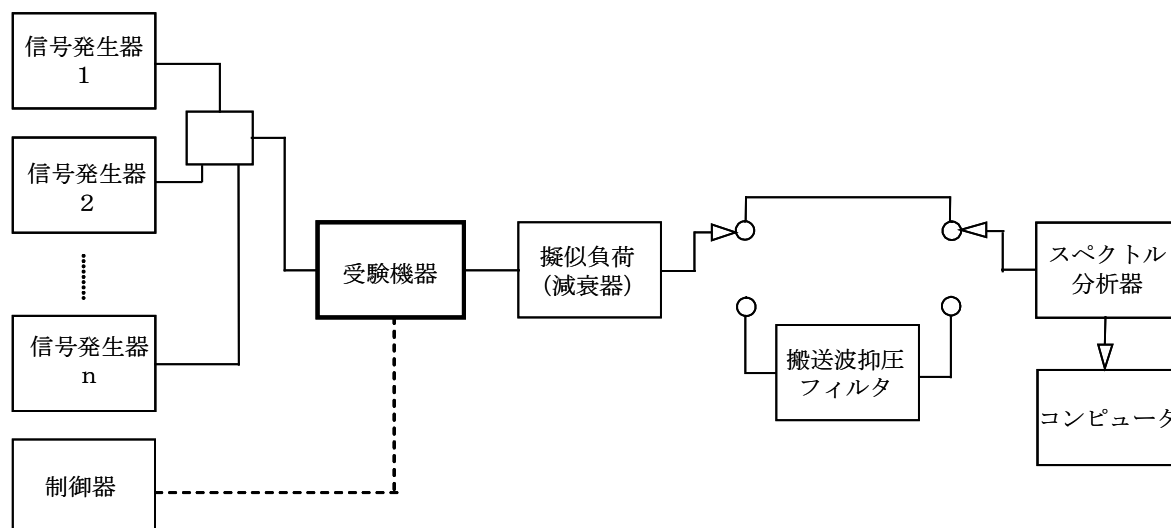 信号発生器
1
信号発生器
2
信号発生器
n
制御器
受験機器
擬似負荷
(減衰器)
搬送波抑圧
フィルタ
スペクトル
分析器
コンピュータ